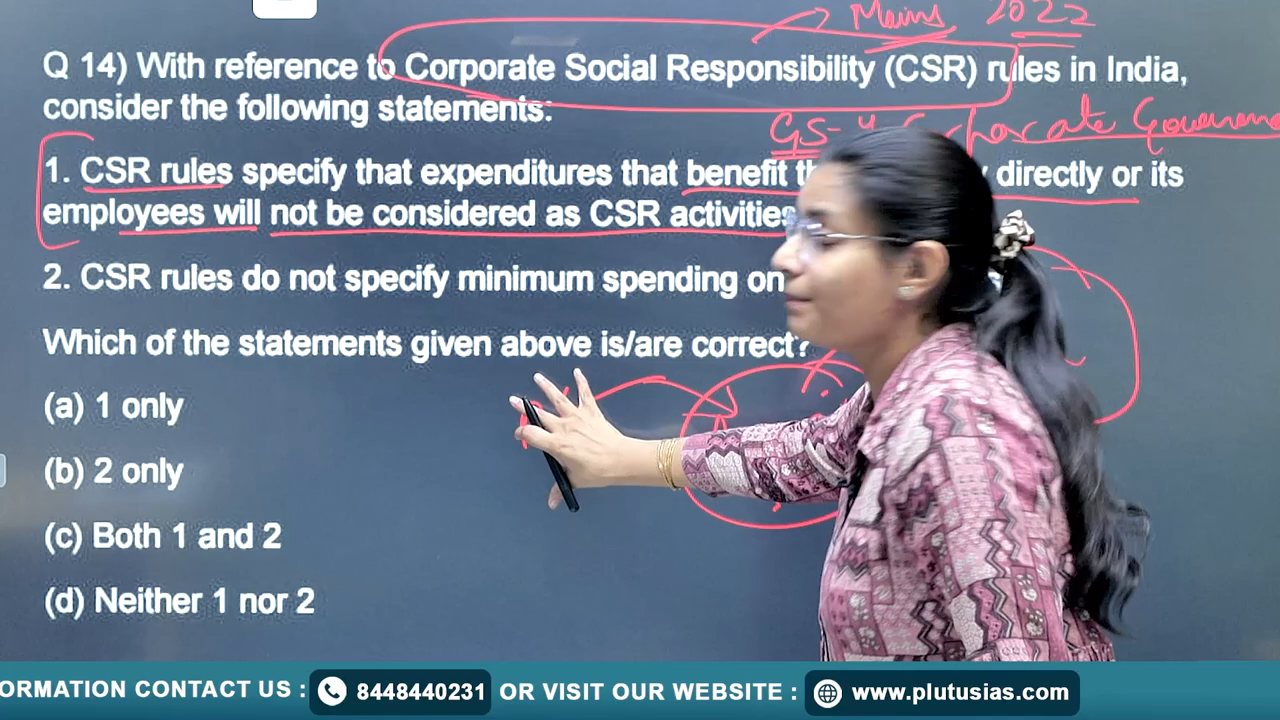 Mains 2022
Q 14) With reference to Corporate Social Responsibility (CSR) rules in India,
consider the following statements:
GS-4 Corporate
1. CSR rules specify that expenditures that benefit directly or its
employees will not be considered as CSR activities
2. CSR rules do not specify minimum spending on
Which of the statements given above is/are correct?
(a) 1 only
(b) 2 only
(c) Both 1 and 2
(d) Neither 1 nor 2
ORMATION CONTACT US : 8448440231 OR VISIT OUR WEBSITE : www.plutusias.com